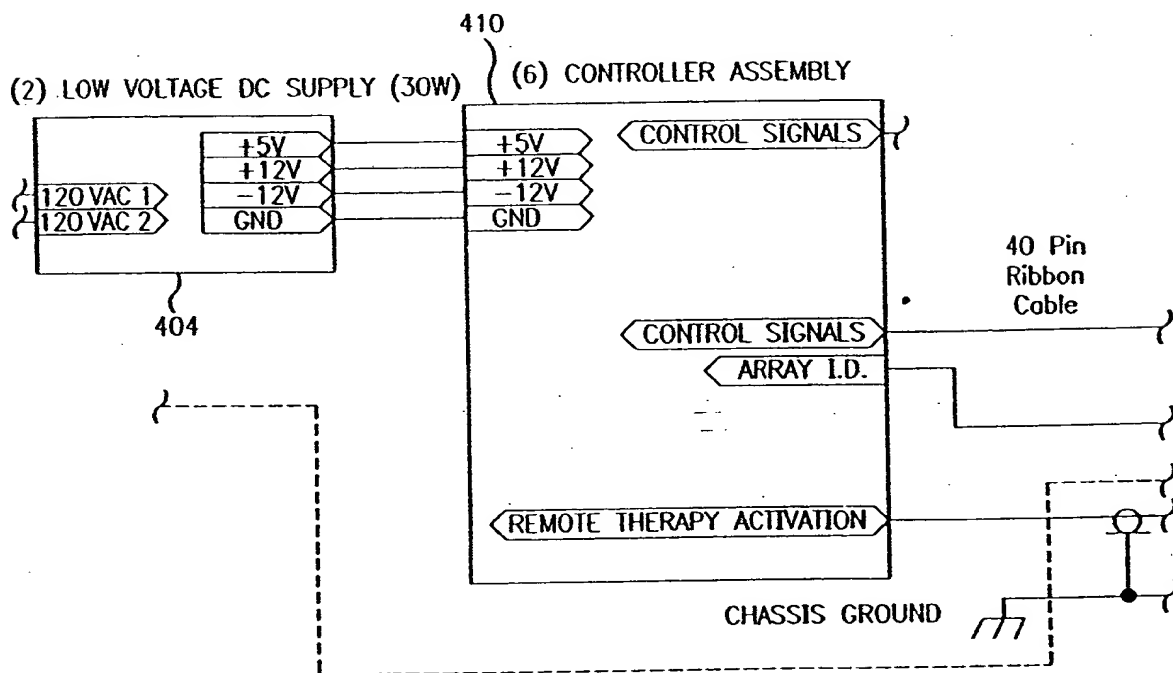 410
(2) LOW VOLTAGE DC SUPPLY (30W)
(6) CONTROLLER ASSEMBLY
+5V
+12V
-12V
GND
120 VAC 1
120 VAC 2
404
+5V
+12V
-12V
GND
CONTROL SIGNALS
40 Pin
Ribbon
Cable
CONTROL SIGNALS
ARRAY I.D.
REMOTE THERAPY ACTIVATION
CHASSIS GROUND